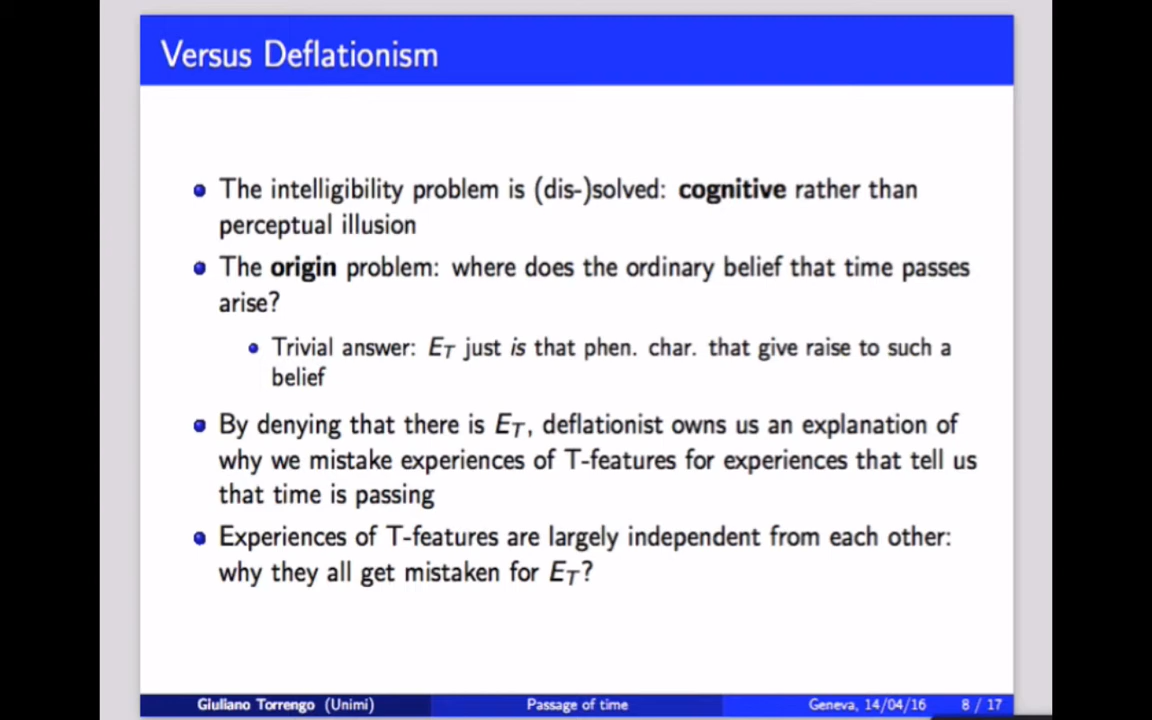 Versus Deflationism
The intelligibility problem is (dis-)solved: cognitive rather than
perceptual illusion
The origin problem: where does the ordinary belief that time passes
arise?
Trivial answer: E_T just is that phen. char. that give raise to such a
belief
By denying that there is E_T, deflationist owns us an explanation of
why we mistake experiences of T-features for experiences that tell us
that time is passing
Experiences of T-features are largely independent from each other:
why they all get mistaken for E_T?
Giuliano Torrengo (Unimi) Passage of time Geneva, 14/04/16 8 / 17